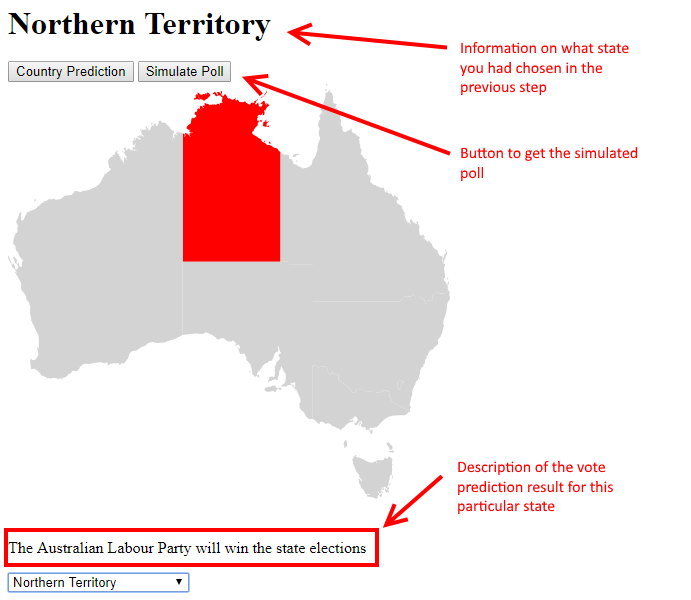 Northern Territory
Information on what state
you had chosen in the
previous step
Country Prediction
Simulate Poll
Button to get the simulated
poll
Description of the vote
prediction result for this
particular state
The Australian Labour Party will win the state elections
Northern Territory